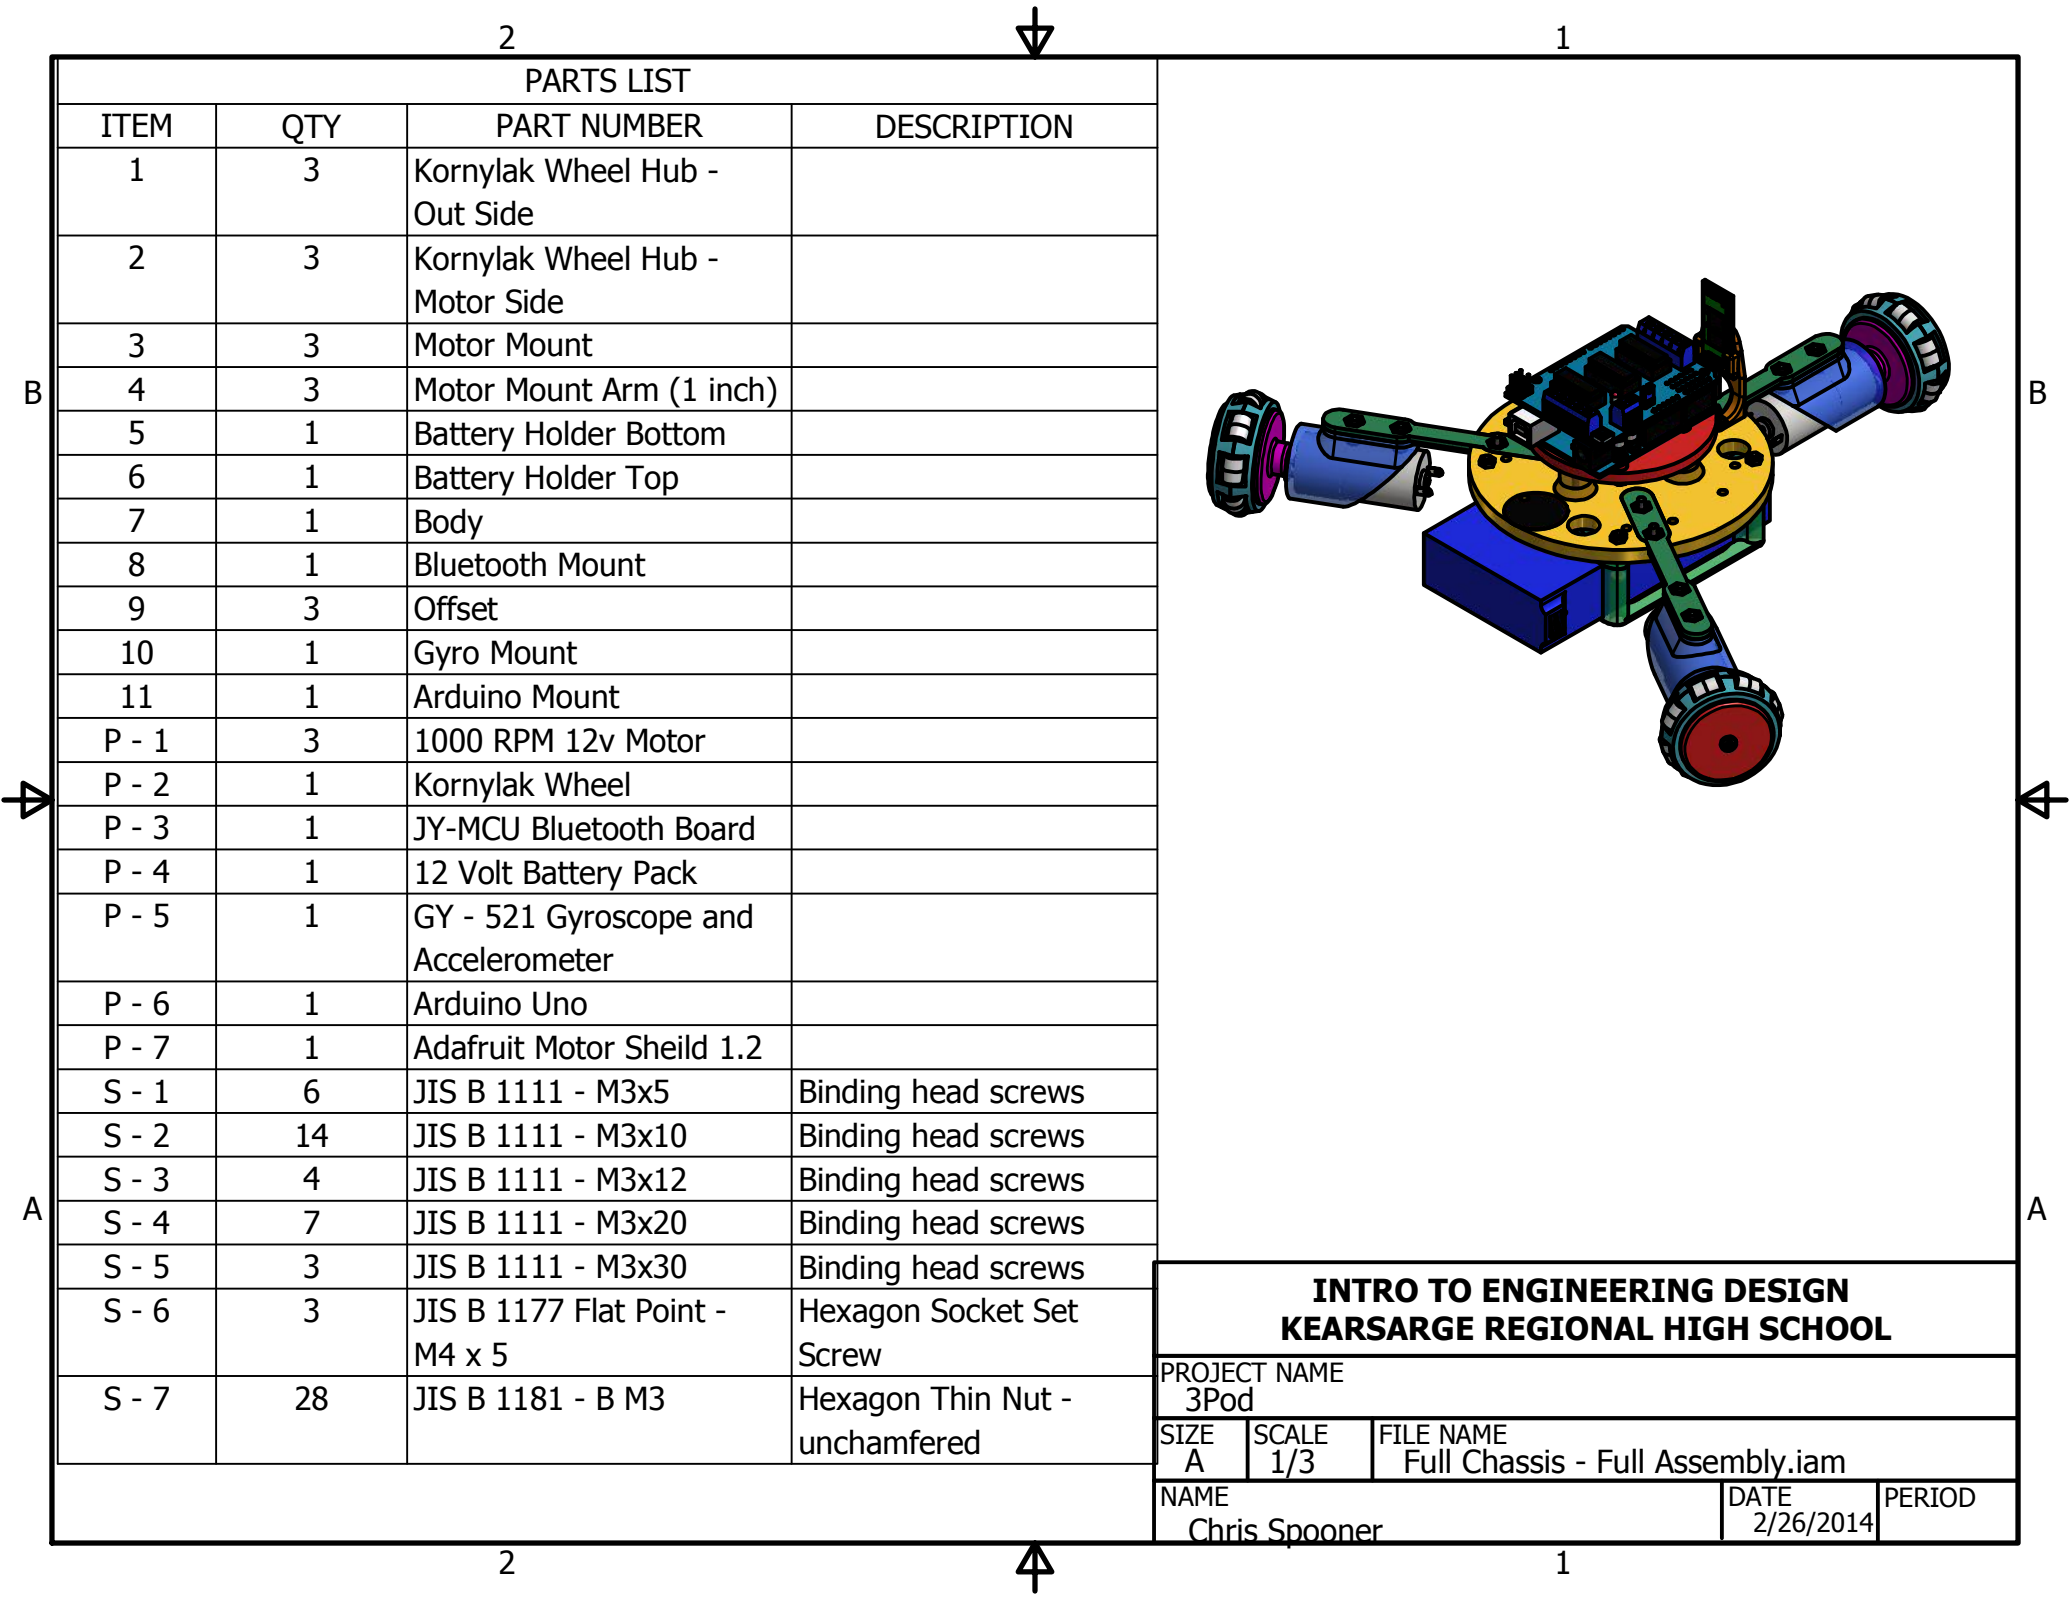 2 1
PARTS LIST
ITEM QTY PART NUMBER DESCRIPTION
1 3 Kornylak Wheel Hub -
Out Side
2 3 Kornylak Wheel Hub -
Motor Side
3 3 Motor Mount
B 4 3 Motor Mount Arm (1 inch) B
5 1 Battery Holder Bottom
6 1 Battery Holder Top
7 1 Body
8 1 Bluetooth Mount
9 3 Offset
10 1 Gyro Mount
11 1 Arduino Mount
P - 1 3 1000 RPM 12v Motor
P - 2 1 Kornylak Wheel
P - 3 1 JY-MCU Bluetooth Board
P - 4 1 12 Volt Battery Pack
P - 5 1 GY - 521 Gyroscope and
Accelerometer
P - 6 1 Arduino Uno
P - 7 1 Adafruit Motor Sheild 1.2
S - 1 6 JIS B 1111 - M3x5 Binding head screws
S - 2 14 JIS B 1111 - M3x10 Binding head screws
S - 3 4 JIS B 1111 - M3x12 Binding head screws
A S - 4 7 JIS B 1111 - M3x20 Binding head screws A
S - 5 3 JIS B 1111 - M3x30 Binding head screws
S - 6 3 JIS B 1177 Flat Point - Hexagon Socket Set
M4 x 5 Screw
S - 7 28 JIS B 1181 - B M3 Hexagon Thin Nut -
unchamfered
INTRO TO ENGINEERING DESIGN
KEARSARGE REGIONAL HIGH SCHOOL
PROJECT NAME
3Pod
SIZE SCALE FILE NAME
A 1/3 Full Chassis - Full Assembly.iam
NAME DATE PERIOD
Chris Spooner 2/26/2014
2 1